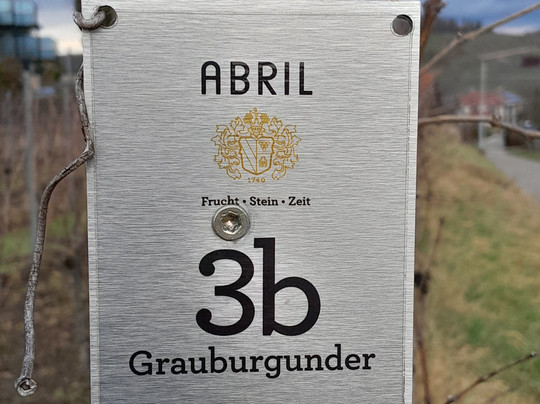 ABRIL
1740
Frucht • Stein • Zeit
3b
Grauburgunder